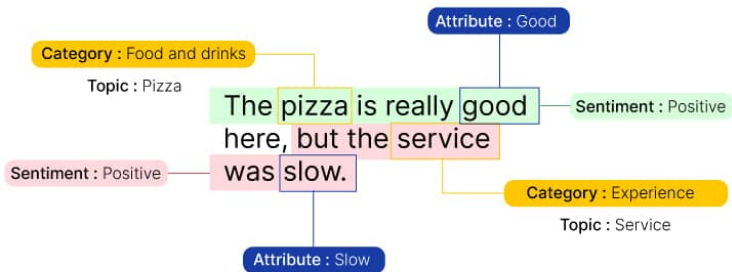 Attribute : Good
Category : Food and drinks
Topic : Pizza
The pizza is really good
Sentiment : Positive
here, but the service
Sentiment : Positive
was slow.
Category : Experience
Topic : Service
Attribute : Slow